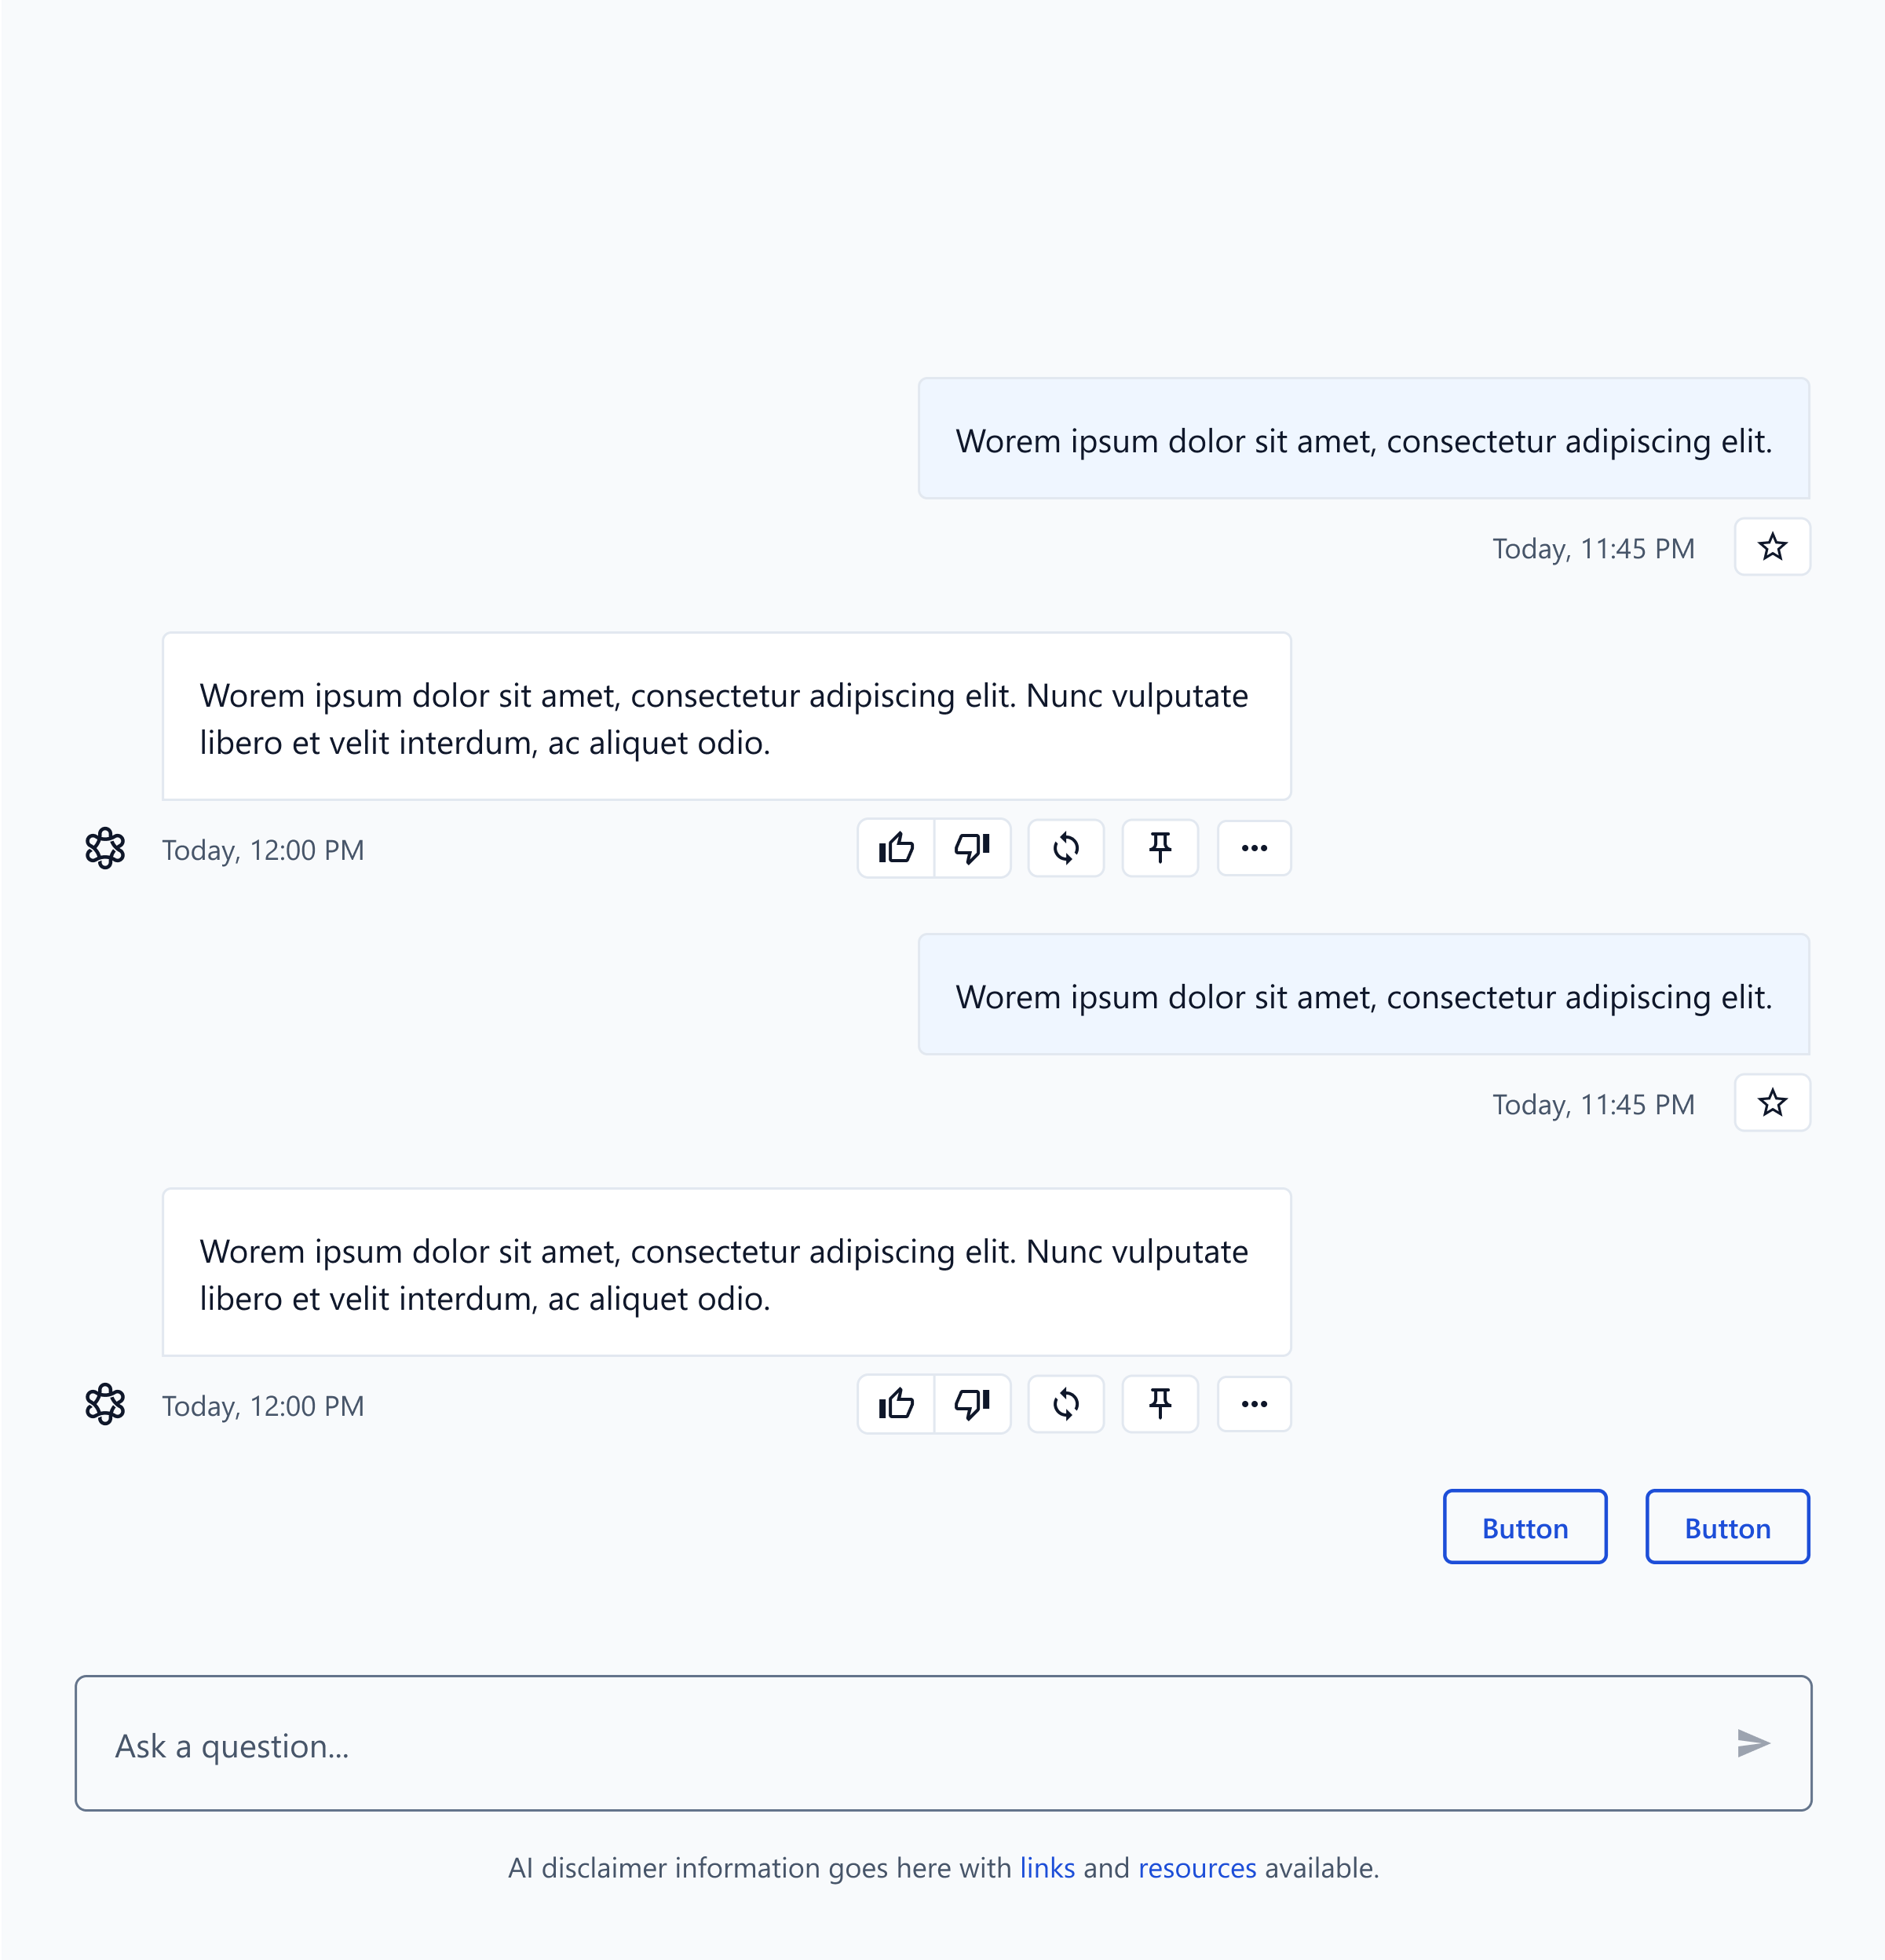 Worem ipsum dolor sit amet, consectetur adipiscing elit.
Today, 11:45 PM
Worem ipsum dolor sit amet, consectetur adipiscing elit. Nunc vulputate
libero et velit interdum, ac aliquet odio.
Today, 12:00 PM
Worem ipsum dolor sit amet, consectetur adipiscing elit.
Today, 11:45 PM
Worem ipsum dolor sit amet, consectetur adipiscing elit. Nunc vulputate
libero et velit interdum, ac aliquet odio.
Today, 12:00 PM
Button Button
Ask a question...
AI disclaimer information goes here with links and resources available.